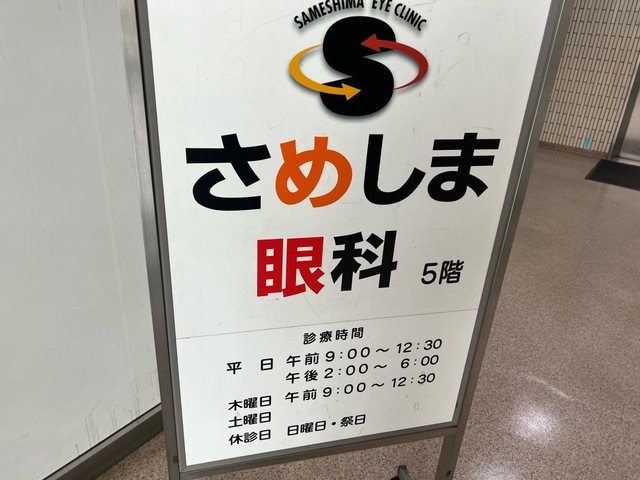 SAMESHIMA EYE CLINIC
S
さめしま
眼科 5階
診療時間
平日 午前9:00～12:30
午後2:00～6:00
木曜日 午前9:00～12:30
土曜日
休診日 日曜日・祭日